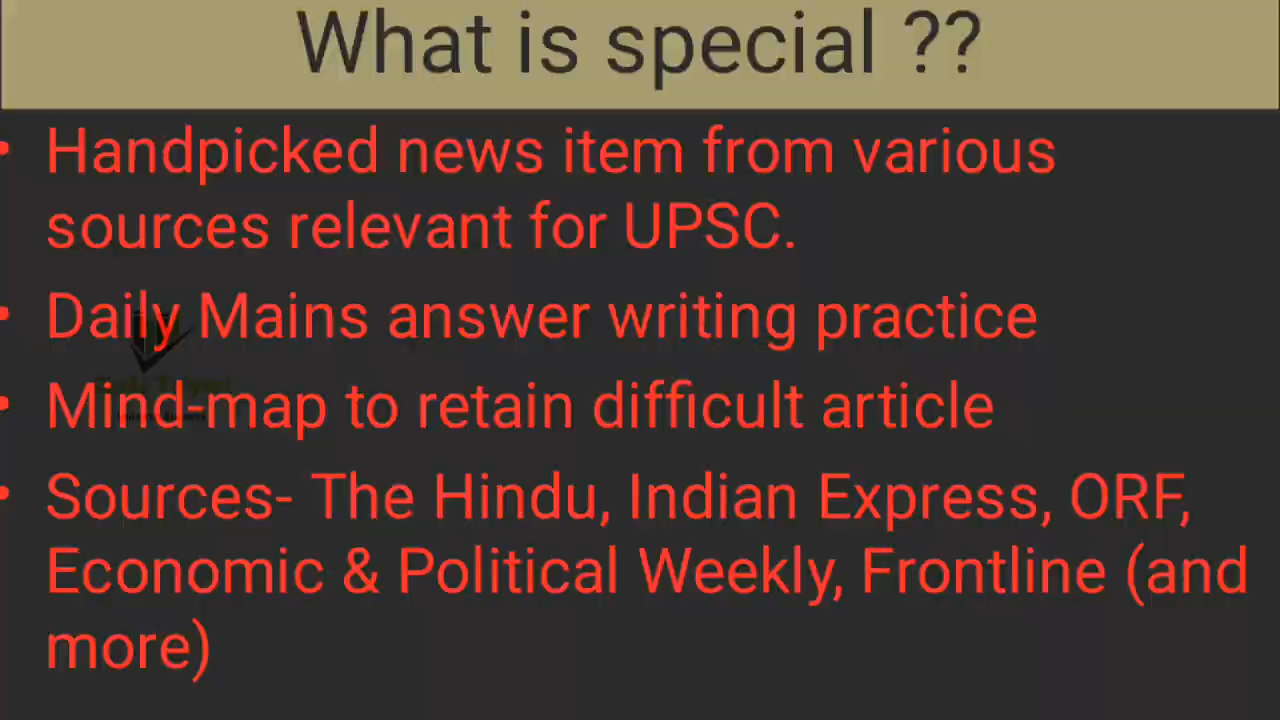 What is special ??
• Handpicked news item from various
sources relevant for UPSC.
• Daily Mains answer writing practice
• Mind-map to retain difficult article
• Sources- The Hindu, Indian Express, ORF,
Economic & Political Weekly, Frontline (and
more)